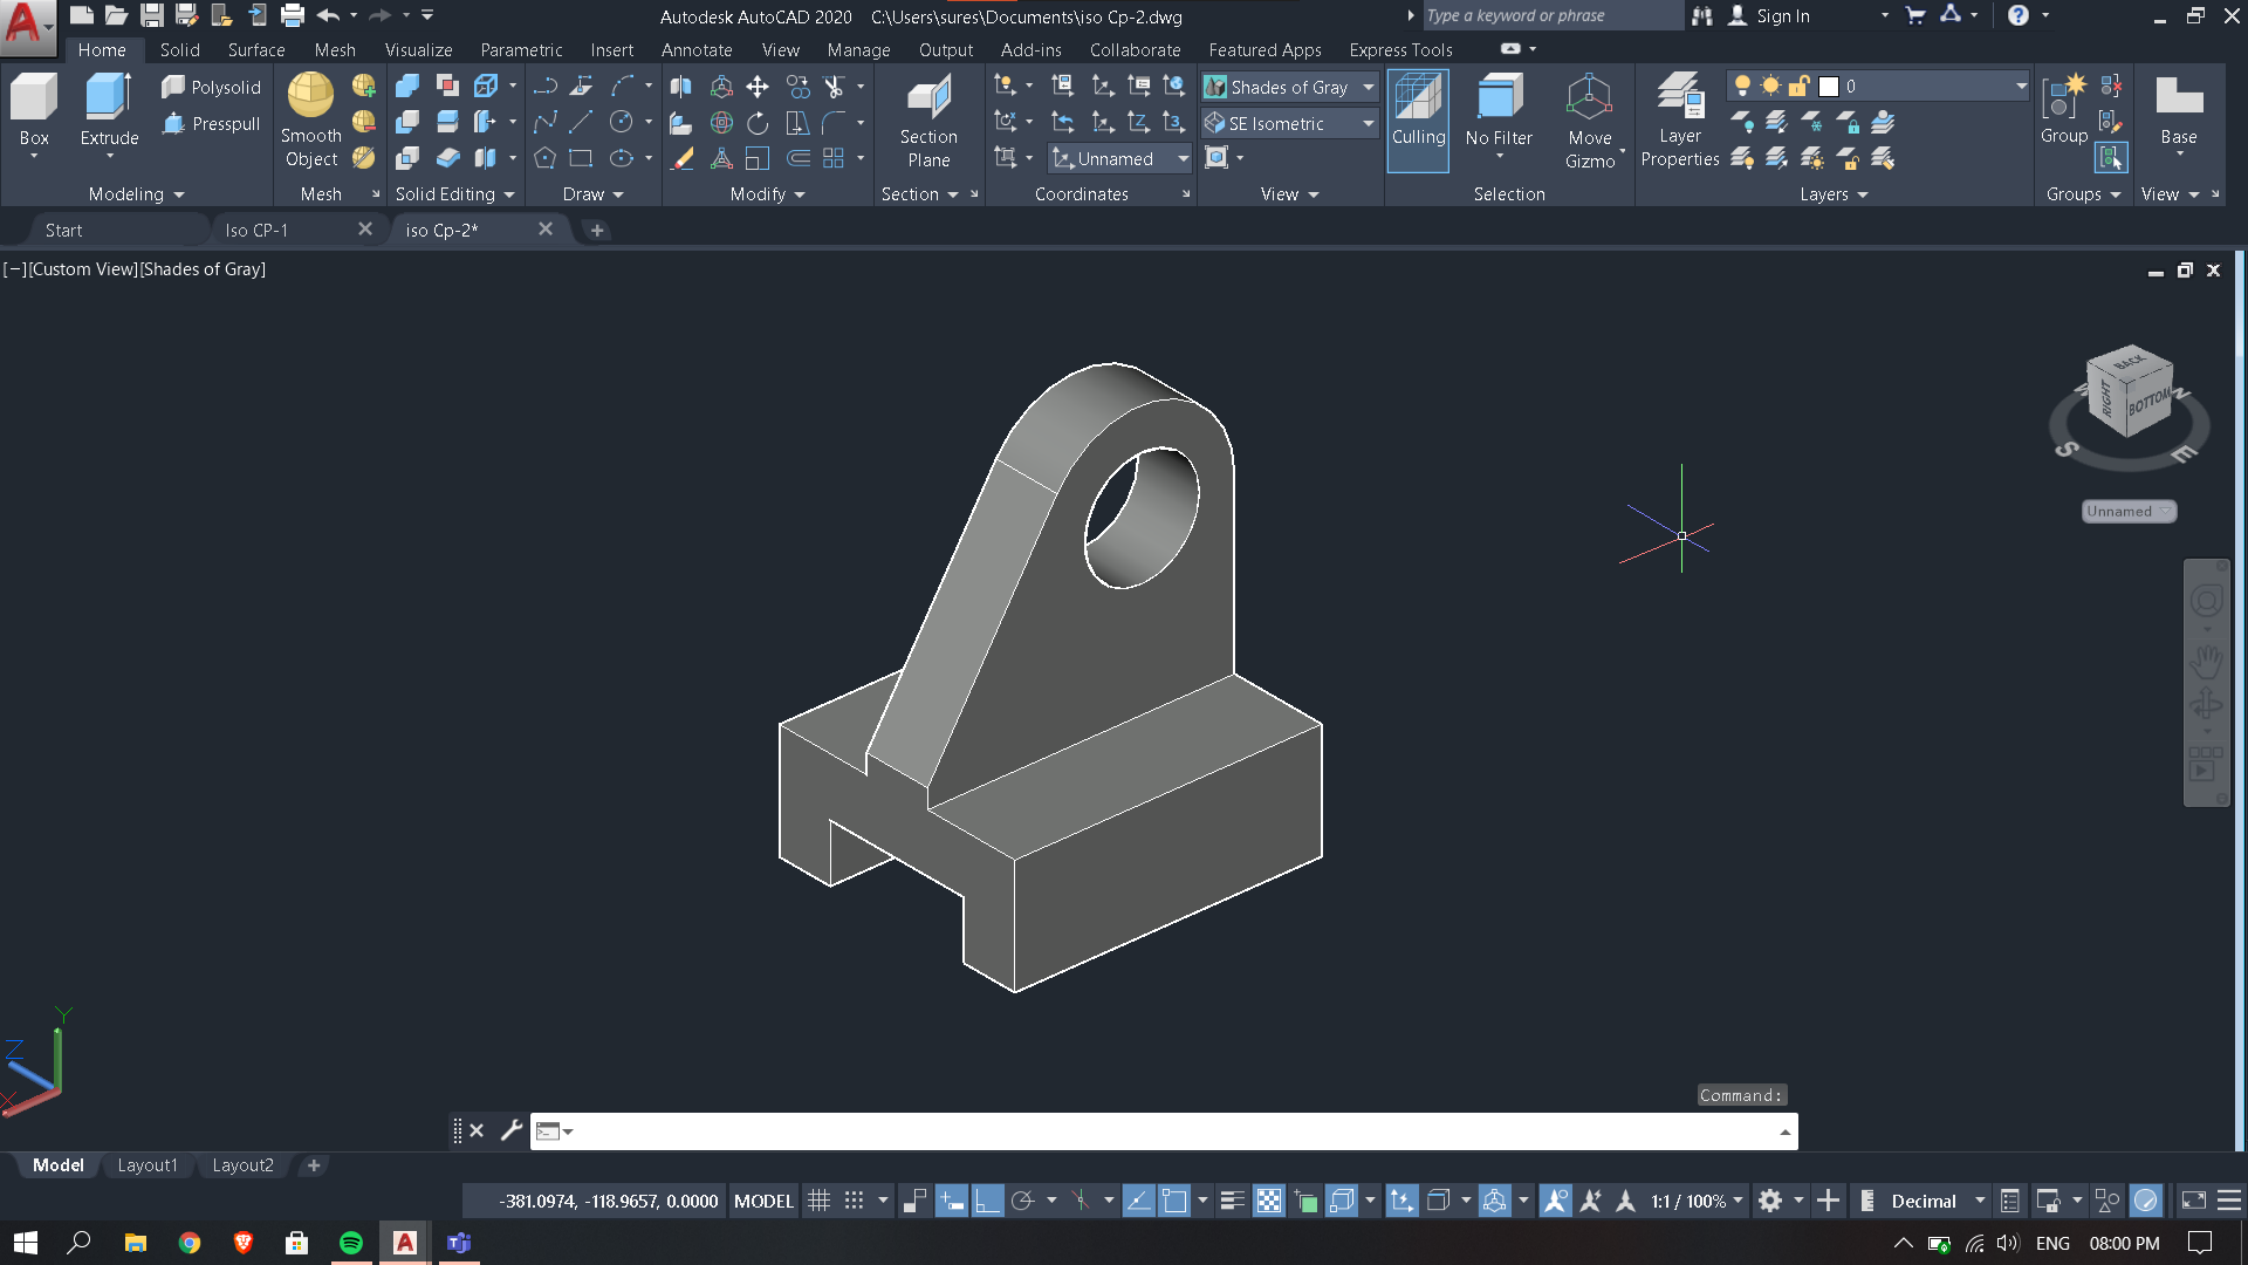 Autodesk AutoCAD 2020 C:\Users\sures\Documents\iso Cp-2.dwg
Type a keyword or phrase
Sign In
Home Solid Surface Mesh Visualize Parametric Insert Annotate View Manage Output Add-ins Collaborate Featured Apps Express Tools
Box
Extrude
Polysolid
Presspull
Modeling
Smooth
Object
Mesh
Solid Editing
Draw
Modify
Section
Plane
Section
Unnamed
Coordinates
Shades of Gray
SE Isometric
View
Culling
No Filter
Move
Gizmo
Selection
Layer
Properties
0
Layers
Group
Groups
Base
View
Start
Iso CP-1
iso Cp-2*
[−][Custom View][Shades of Gray]
BACK
RIGHT
BOTTOM
S
E
N
Unnamed
Y
Z
X
Command:
Model Layout1 Layout2
-381.0974, -118.9657, 0.0000 MODEL
1:1 / 100%
Decimal
ENG 08:00 PM